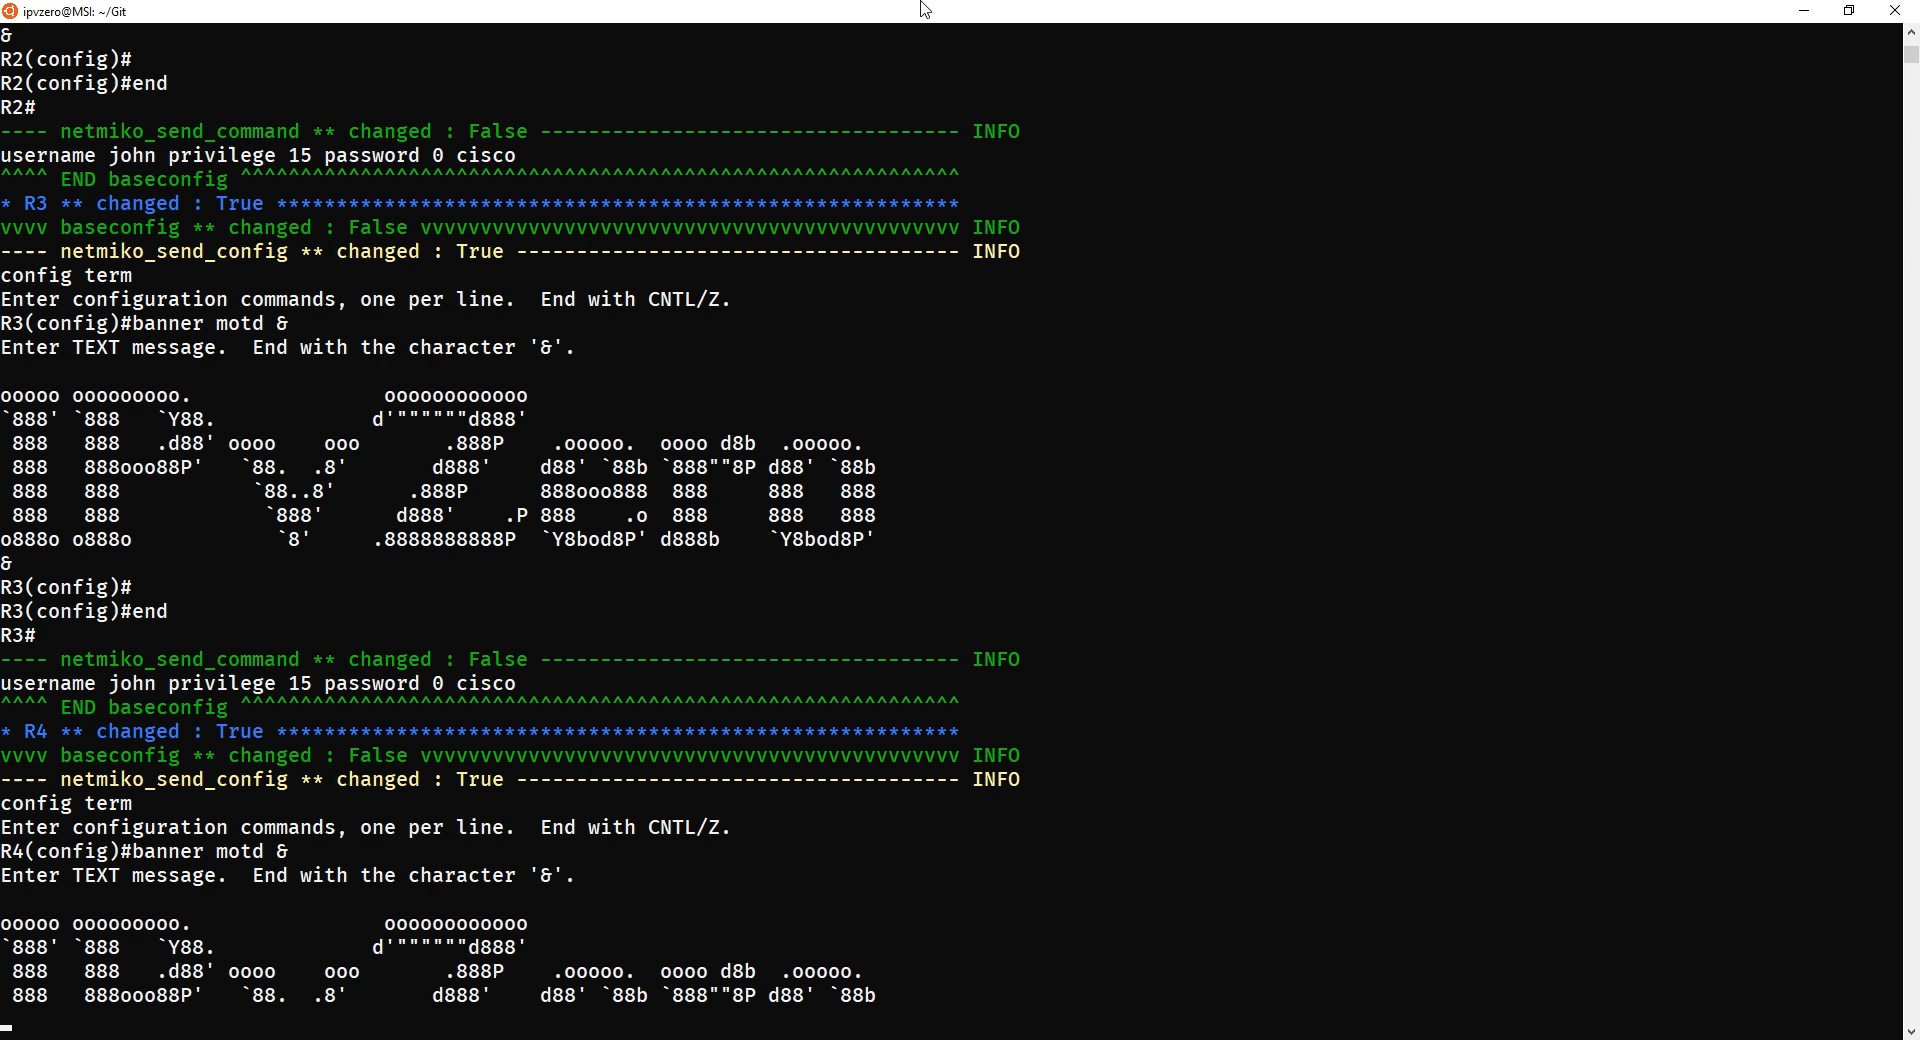 ipvzero@MSI: ~/Git
&
R2(config)#
R2(config)#end
R2#
---- netmiko_send_command ** changed : False ----------------------------------- INFO
username john privilege 15 password 0 cisco
^^^^ END baseconfig ^^^^^^^^^^^^^^^^^^^^^^^^^^^^^^^^^^^^^^^^^^^^^^^^^^^^^^^^^^^^
* R3 ** changed : True *********************************************************
vvvv baseconfig ** changed : False vvvvvvvvvvvvvvvvvvvvvvvvvvvvvvvvvvvvvvvvvvvvv INFO
---- netmiko_send_config ** changed : True ------------------------------------- INFO
config term
Enter configuration commands, one per line.  End with CNTL/Z.
R3(config)#banner motd &
Enter TEXT message.  End with the character '&'.

ooooo ooooooooo.                oooooooooooo
`888' `888   `Y88.             d'""""""d888'
 888   888   .d88' oooo    ooo       .888P    .ooooo.  oooo d8b  .ooooo.
 888   888ooo88P'   `88.  .8'       d888'    d88' `88b `888""8P d88' `88b
 888   888           `88..8'      .888P      888ooo888  888     888   888
 888   888            `888'      d888'    .P 888    .o  888     888   888
o888o o888o            `8'     .8888888888P  `Y8bod8P' d888b    `Y8bod8P'
&
R3(config)#
R3(config)#end
R3#
---- netmiko_send_command ** changed : False ----------------------------------- INFO
username john privilege 15 password 0 cisco
^^^^ END baseconfig ^^^^^^^^^^^^^^^^^^^^^^^^^^^^^^^^^^^^^^^^^^^^^^^^^^^^^^^^^^^^
* R4 ** changed : True *********************************************************
vvvv baseconfig ** changed : False vvvvvvvvvvvvvvvvvvvvvvvvvvvvvvvvvvvvvvvvvvvvv INFO
---- netmiko_send_config ** changed : True ------------------------------------- INFO
config term
Enter configuration commands, one per line.  End with CNTL/Z.
R4(config)#banner motd &
Enter TEXT message.  End with the character '&'.

ooooo ooooooooo.                oooooooooooo
`888' `888   `Y88.             d'""""""d888'
 888   888   .d88' oooo    ooo       .888P    .ooooo.  oooo d8b  .ooooo.
 888   888ooo88P'   `88.  .8'       d888'    d88' `88b `888""8P d88' `88b